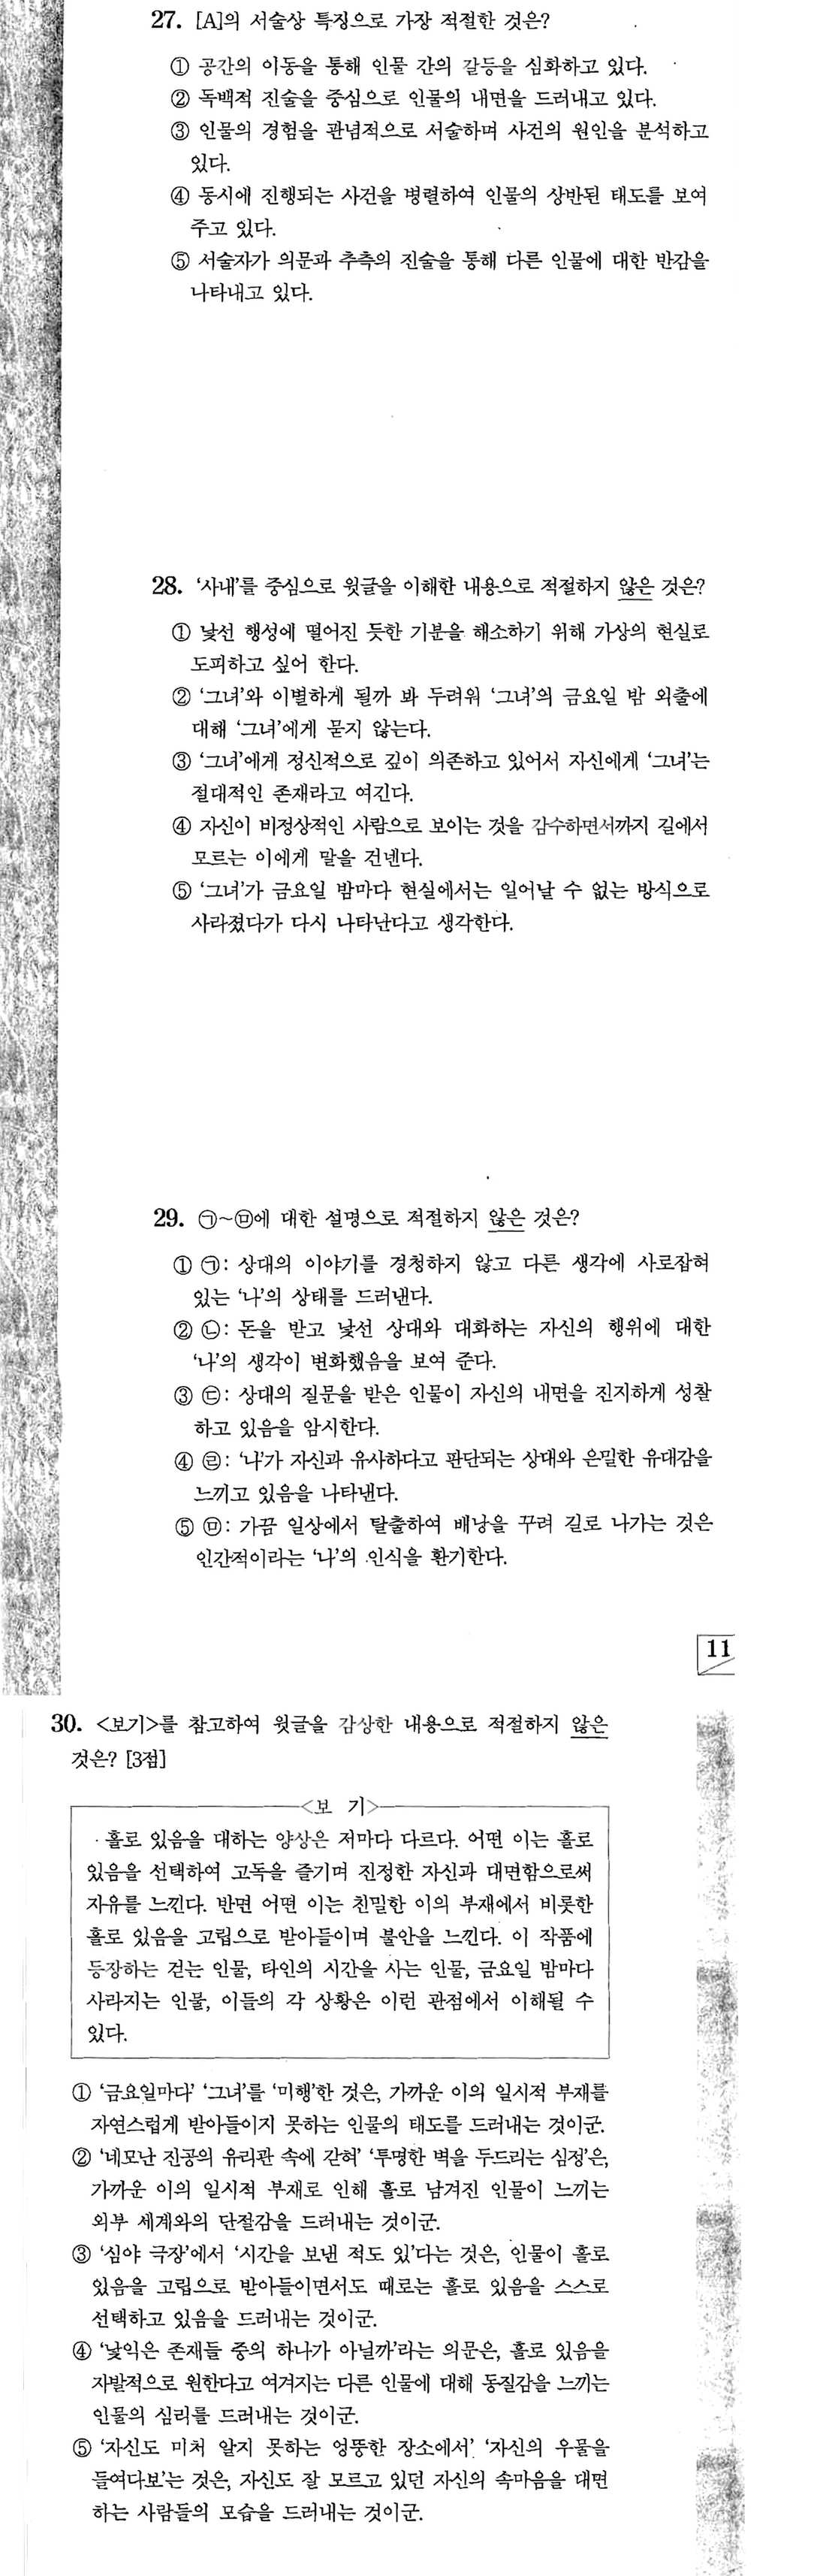 27. [A]의 서술상 특징으로 가장 적절한 것은?
① 공간의 이동을 통해 인물 간의 갈등을 심화하고 있다.
② 독백적 진술을 중심으로 인물의 내면을 드러내고 있다.
③ 인물의 경험을 관념적으로 서술하며 사건의 원인을 분석하고
있다.
④ 동시에 진행되는 사건을 병렬하여 인물의 상반된 태도를 보여
주고 있다.
⑤ 서술자가 의문과 추측의 진술을 통해 다른 인물에 대한 반감을
나타내고 있다.
28. ‘사내’를 중심으로 윗글을 이해한 내용으로 적절하지 않은 것은?
① 낯선 행성에 떨어진 듯한 기분을 해소하기 위해 가상의 현실로
도피하고 싶어 한다.
② ‘그녀’와 이별하게 될까 봐 두려워 ‘그녀’의 금요일 밤 외출에
대해 ‘그녀’에게 묻지 않는다.
③ ‘그녀’에게 정신적으로 깊이 의존하고 있어서 자신에게 ‘그녀’는
절대적인 존재라고 여긴다.
④ 자신이 비정상적인 사람으로 보이는 것을 감수하면서까지 길에서
모르는 이에게 말을 건넨다.
⑤ ‘그녀’가 금요일 밤마다 현실에서는 일어날 수 없는 방식으로
사라졌다가 다시 나타난다고 생각한다.
29. ㉠~㉤에 대한 설명으로 적절하지 않은 것은?
① ㉠: 상대의 이야기를 경청하지 않고 다른 생각에 사로잡혀
있는 ‘나’의 상태를 드러낸다.
② ㉡: 돈을 받고 낯선 상대와 대화하는 자신의 행위에 대한
‘나’의 생각이 변화했음을 보여 준다.
③ ㉢: 상대의 질문을 받은 인물이 자신의 내면을 진지하게 성찰
하고 있음을 암시한다.
④ ㉣: ‘나’가 자신과 유사하다고 판단되는 상대와 은밀한 유대감을
느끼고 있음을 나타낸다.
⑤ ㉤: 가끔 일상에서 탈출하여 배낭을 꾸려 길로 나가는 것은
인간적이라는 ‘나’의 인식을 환기한다.
11
30. <보기>를 참고하여 윗글을 감상한 내용으로 적절하지 않은
것은? [3점]
<보 기>
홀로 있음을 대하는 양상은 저마다 다르다. 어떤 이는 홀로
있음을 선택하여 고독을 즐기며 진정한 자신과 대면함으로써
자유를 느낀다. 반면 어떤 이는 친밀한 이의 부재에서 비롯한
홀로 있음을 고립으로 받아들이며 불안을 느낀다. 이 작품에
등장하는 걷는 인물, 타인의 시간을 사는 인물, 금요일 밤마다
사라지는 인물, 이들의 각 상황은 이런 관점에서 이해될 수
있다.
① ‘금요일마다’ ‘그녀’를 ‘미행’한 것은, 가까운 이의 일시적 부재를
자연스럽게 받아들이지 못하는 인물의 태도를 드러내는 것이군.
② ‘네모난 진공의 유리관 속에 갇혀’ ‘투명한 벽을 두드리는 심정’은,
가까운 이의 일시적 부재로 인해 홀로 남겨진 인물이 느끼는
외부 세계와의 단절감을 드러내는 것이군.
③ ‘심야 극장’에서 ‘시간을 보낸 적도 있’다는 것은, 인물이 홀로
있음을 고립으로 받아들이면서도 때로는 홀로 있음을 스스로
선택하고 있음을 드러내는 것이군.
④ ‘낯익은 존재들 중의 하나가 아닐까’라는 의문은, 홀로 있음을
자발적으로 원한다고 여겨지는 다른 인물에 대해 동질감을 느끼는
인물의 심리를 드러내는 것이군.
⑤ ‘자신도 미처 알지 못하는 엉뚱한 장소에서’ ‘자신의 우물을
들여다보’는 것은, 자신도 잘 모르고 있던 자신의 속마음을 대면
하는 사람들의 모습을 드러내는 것이군.